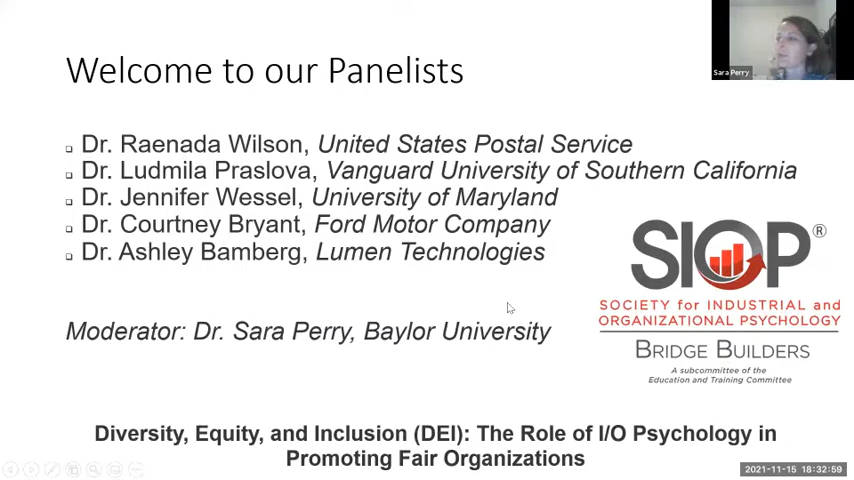 Welcome to our Panelists
Sara Perry
Dr. Raenada Wilson, United States Postal Service
Dr. Ludmila Praslova, Vanguard University of Southern California
Dr. Jennifer Wessel, University of Maryland
Dr. Courtney Bryant, Ford Motor Company
Dr. Ashley Bamberg, Lumen Technologies
SIOP®
SOCIETY for INDUSTRIAL and
ORGANIZATIONAL PSYCHOLOGY
BRIDGE BUILDERS
A subcommittee of the
Education and Training Committee
Moderator: Dr. Sara Perry, Baylor University
Diversity, Equity, and Inclusion (DEI): The Role of I/O Psychology in
Promoting Fair Organizations
2021-11-15 18:32:59